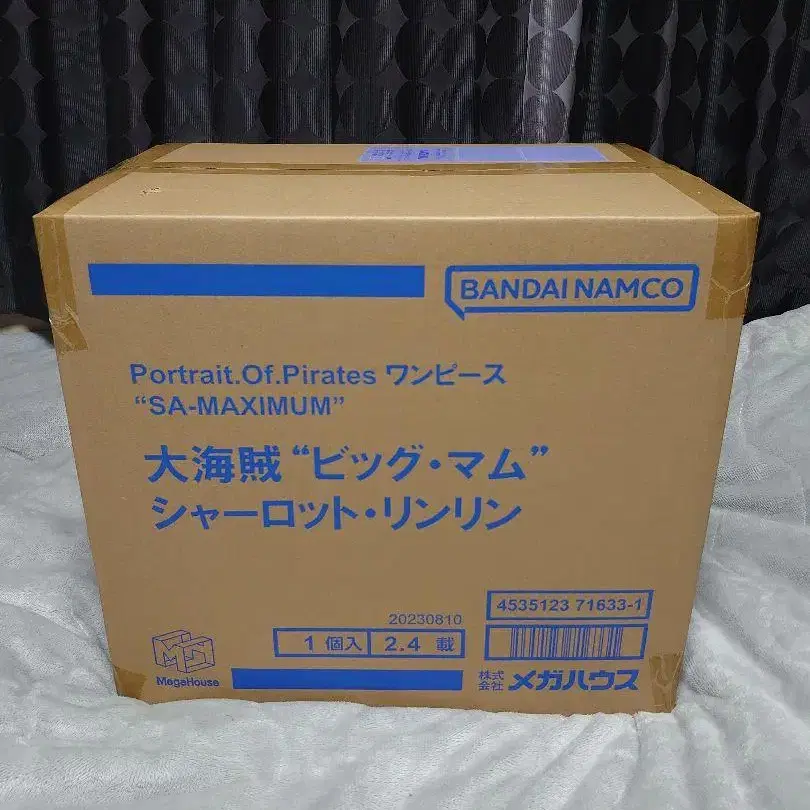 BANDAI NAMCO
Portrait.Of.Pirates ワンピース
“SA-MAXIMUM”
大海賊“ビッグ・マム”
シャーロット・リンリン
4535123 71633-1
20230810
1 個入 2.4 載
MegaHouse
株式会社 メガハウス